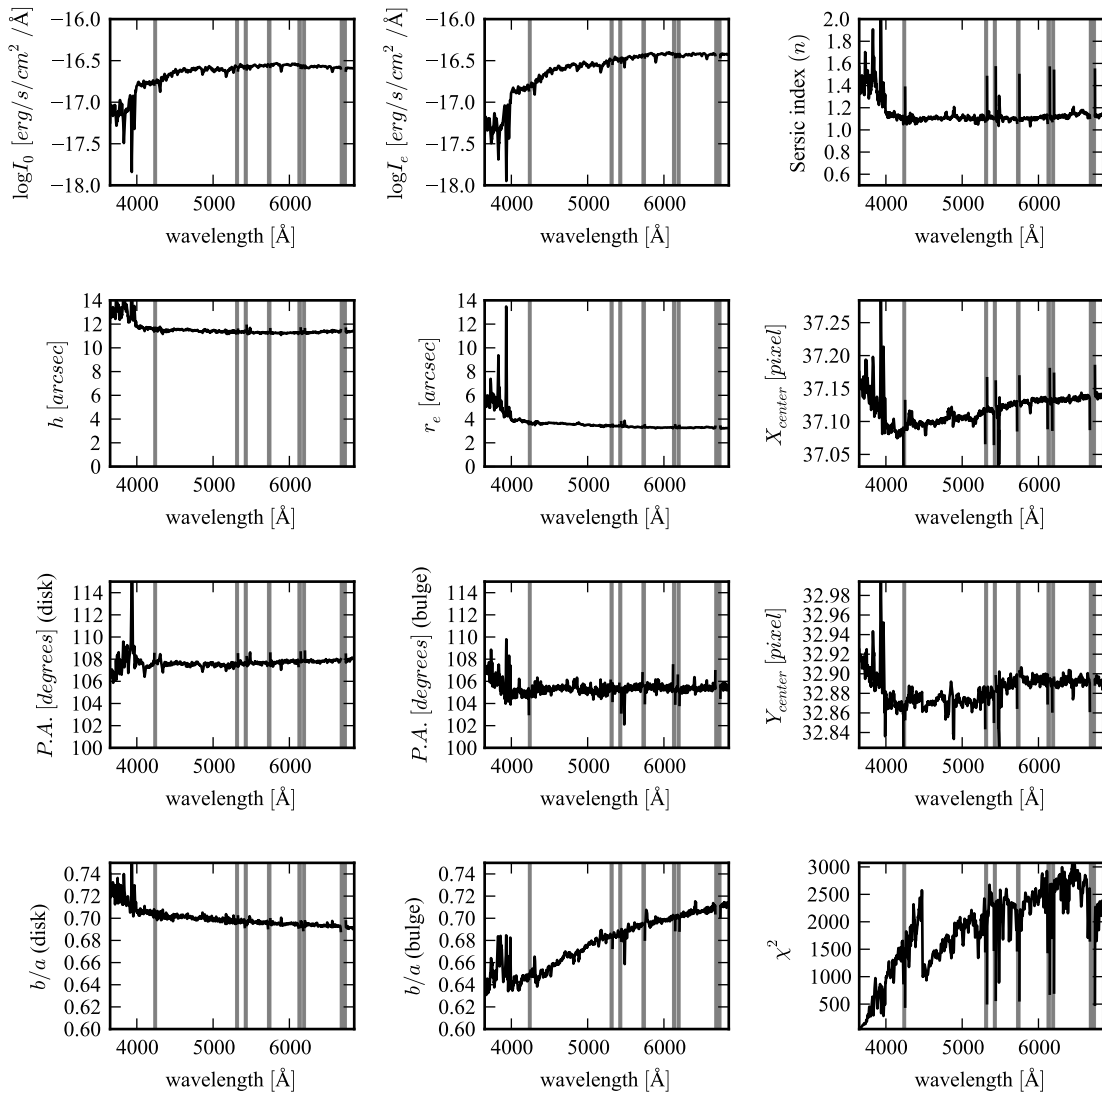 −16.0 −16.0 2.0
−16.5 −16.5 1.8
−17.0 −17.0 1.6
−17.5 −17.5 1.4
−18.0 −18.0 1.2
1.0
0.8
0.6
logI₀ [erg/s/cm² /Å]
logIₑ [erg/s/cm² /Å]
Sersic index (n)
4000 5000 6000 4000 5000 6000 4000 5000 6000
wavelength [Å] wavelength [Å] wavelength [Å]
14 14 37.25
12 12 37.20
10 10 37.15
8 8 37.10
6 6 37.05
4 4
2 2
0 0
h [arcsec]
rₑ [arcsec]
X_center [pixel]
4000 5000 6000 4000 5000 6000 4000 5000 6000
wavelength [Å] wavelength [Å] wavelength [Å]
114 114 32.98
112 112 32.96
110 110 32.94
108 108 32.92
106 106 32.90
104 104 32.88
102 102 32.86
100 100 32.84
P.A. [degrees] (disk)
P.A. [degrees] (bulge)
Y_center [pixel]
4000 5000 6000 4000 5000 6000 4000 5000 6000
wavelength [Å] wavelength [Å] wavelength [Å]
0.74 0.74 3000
0.72 0.72 2500
0.70 0.70 2000
0.68 0.68 1500
0.66 0.66 1000
0.64 0.64 500
0.62 0.62
0.60 0.60
b/a (disk)
b/a (bulge)
χ²
4000 5000 6000 4000 5000 6000 4000 5000 6000
wavelength [Å] wavelength [Å] wavelength [Å]